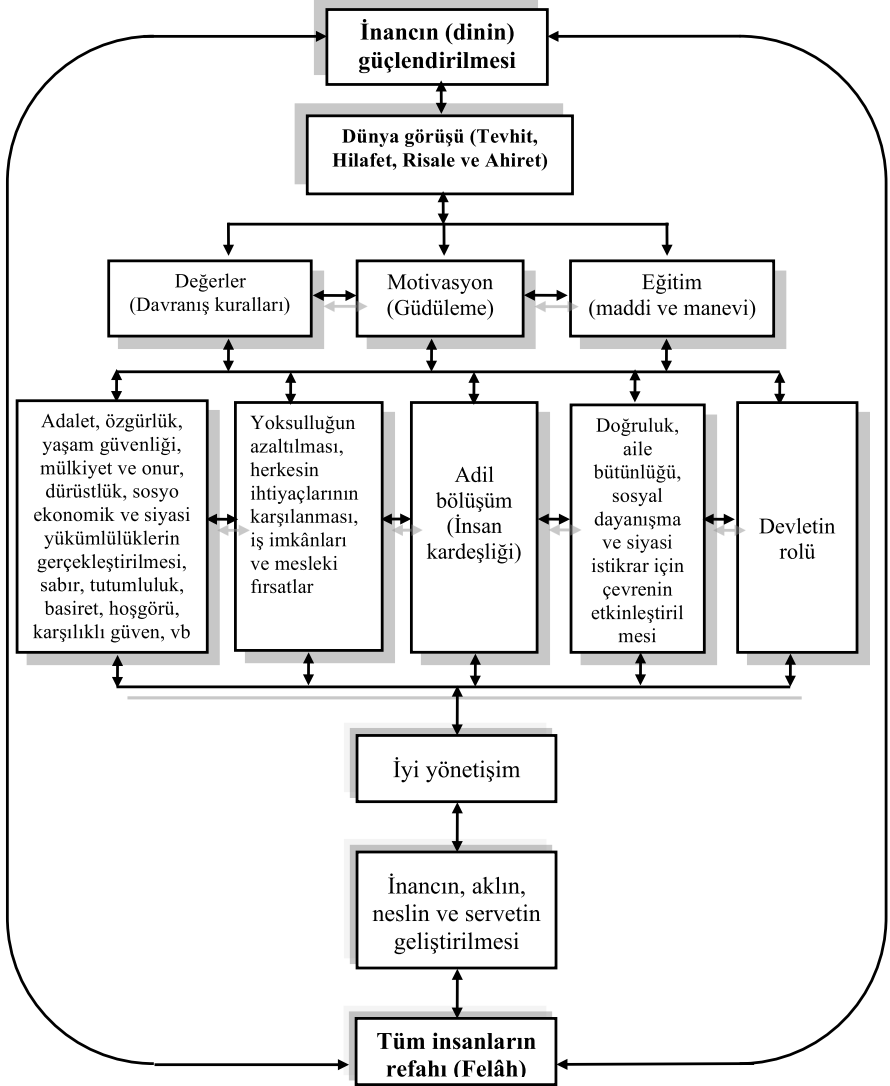 İnancın (dinin)
güçlendirilmesi
Dünya görüşü (Tevhit,
Hilafet, Risale ve Ahiret)
Değerler
(Davranış kuralları)
Motivasyon
(Güdüleme)
Eğitim
(maddi ve manevi)
Adalet, özgürlük,
yaşam güvenliği,
mülkiyet ve onur,
dürüstlük, sosyo
ekonomik ve siyasi
yükümlülüklerin
gerçekleştirilmesi,
sabır, tutumluluk,
basiret, hoşgörü,
karşılıklı güven, vb
Yoksulluğun
azaltılması,
herkesin
ihtiyaçlarının
karşılanması,
iş imkânları
ve mesleki
fırsatlar
Adil
bölüşüm
(İnsan
kardeşliği)
Doğruluk,
aile
bütünlüğü,
sosyal
dayanışma
ve siyasi
istikrar için
çevrenin
etkinleştiril
mesi
Devletin
rolü
İyi yönetişim
İnancın, aklın,
neslin ve servetin
geliştirilmesi
Tüm insanların
refahı (Felâh)